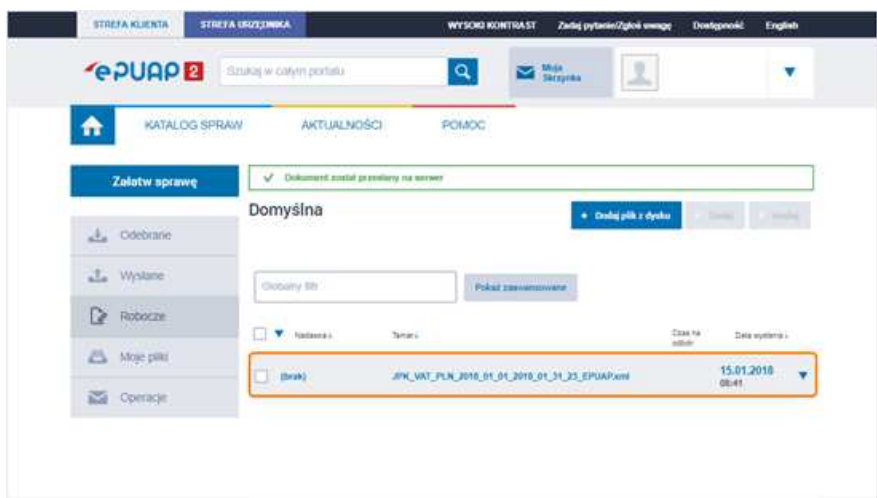 STREFA KLIENTA STREFA URZĘDNIKA WYSOKI KONTRAST Zadaj pytanie/Zgłoś uwagę Dostępność English
ePUAP2 Szukaj w całym portalu Moja
Skrzynka
KATALOG SPRAW AKTUALNOŚCI POMOC
Załatw sprawę
Dokument został przesłany na serwer
Domyślna
+ Dodaj plik z dysku
Odebrane
Wysłane
Robocze
Moje pliki
Operacje
Globalny filtr Pokaż zaawansowane
Nadawca Temat Czas na
odbiór Data wysłania
(brak) JPK_VAT_PLN_2018_01_01_2018_01_31_23_EPUAP.xml 15.01.2018
08:41